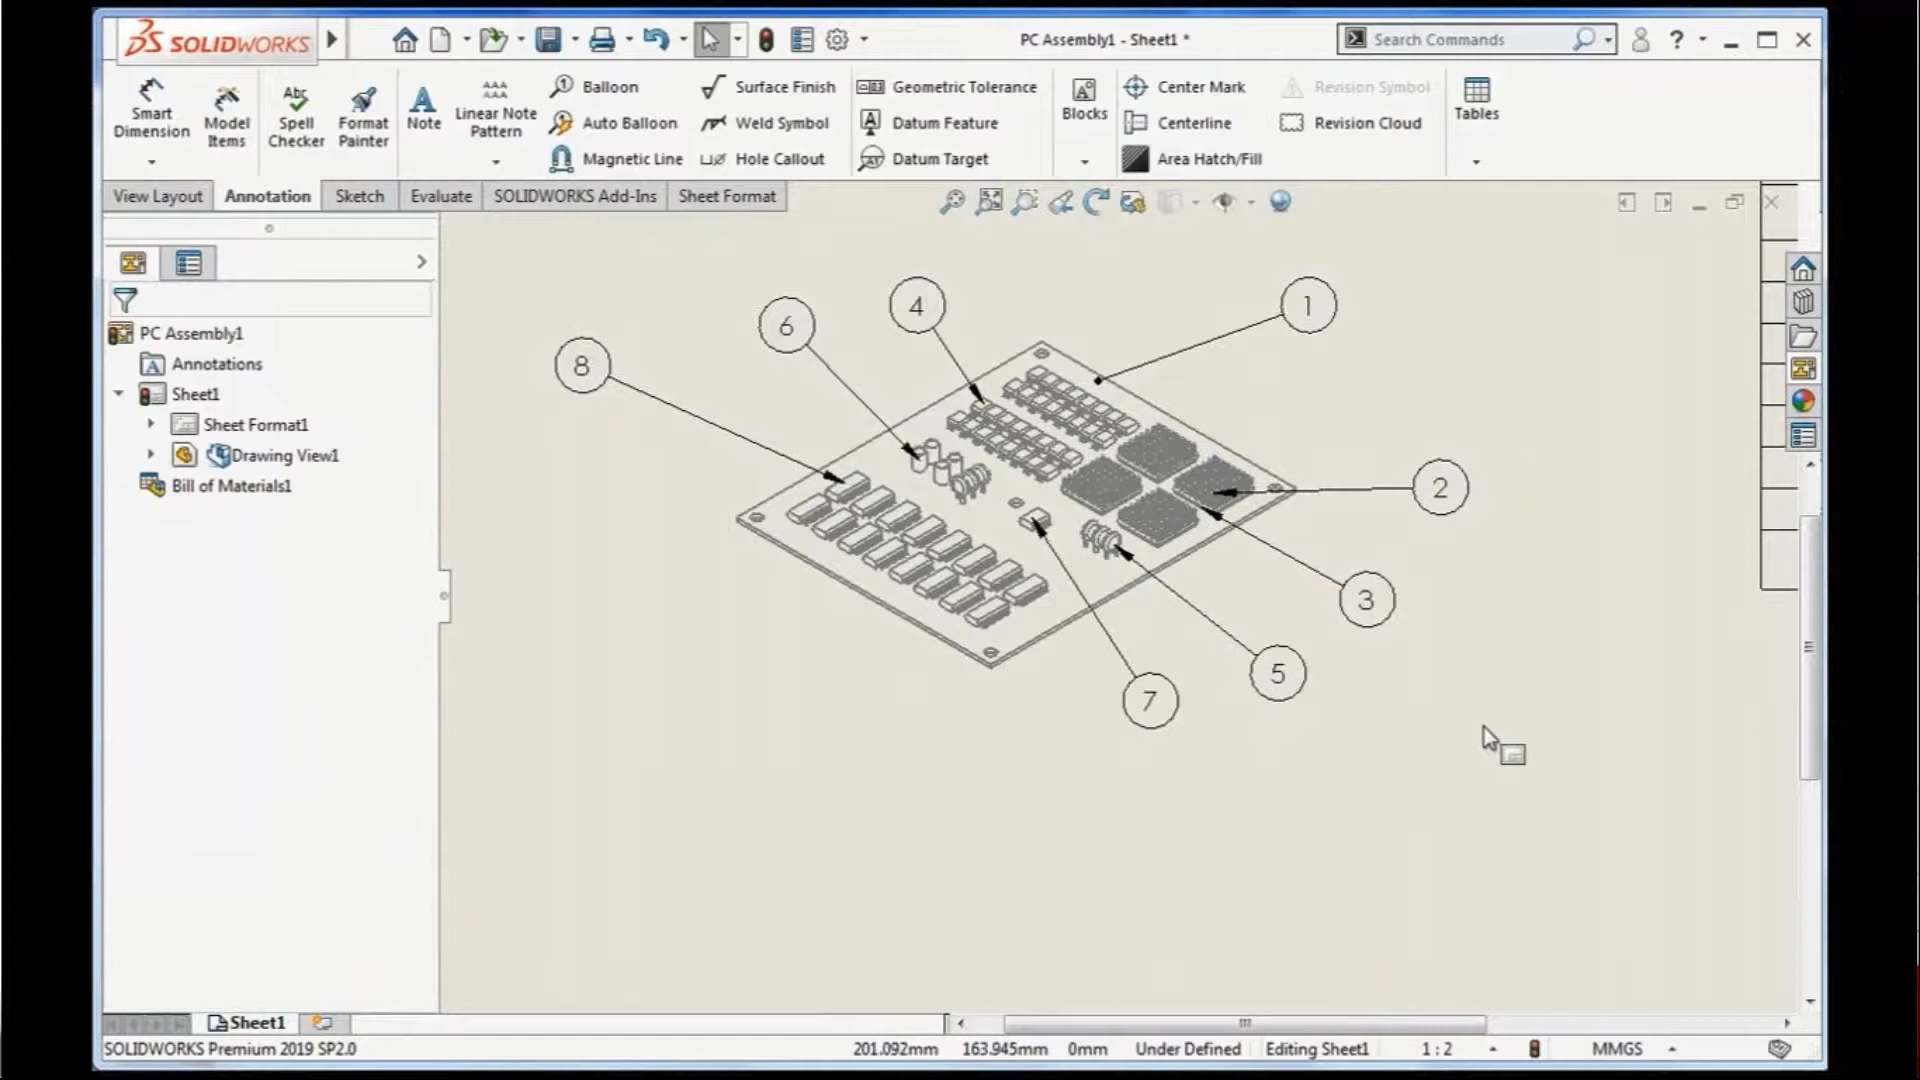 SOLIDWORKS
PC Assembly1 - Sheet1 *
Search Commands
?
Smart Dimension
Model Items
Abc
Spell Checker
Format Painter
A
Note
AAA
AAA
Linear Note Pattern
Balloon
Auto Balloon
Magnetic Line
Surface Finish
Weld Symbol
Hole Callout
Geometric Tolerance
Datum Feature
Datum Target
Blocks
Center Mark
Centerline
Area Hatch/Fill
Revision Symbol
Revision Cloud
Tables
View Layout
Annotation
Sketch
Evaluate
SOLIDWORKS Add-Ins
Sheet Format
PC Assembly1
Annotations
Sheet1
Sheet Format1
Drawing View1
Bill of Materials1
1
4
6
8
2
3
5
7
Sheet1
SOLIDWORKS Premium 2019 SP2.0
201.092mm
163.945mm
0mm
Under Defined
Editing Sheet1
1 : 2
MMGS